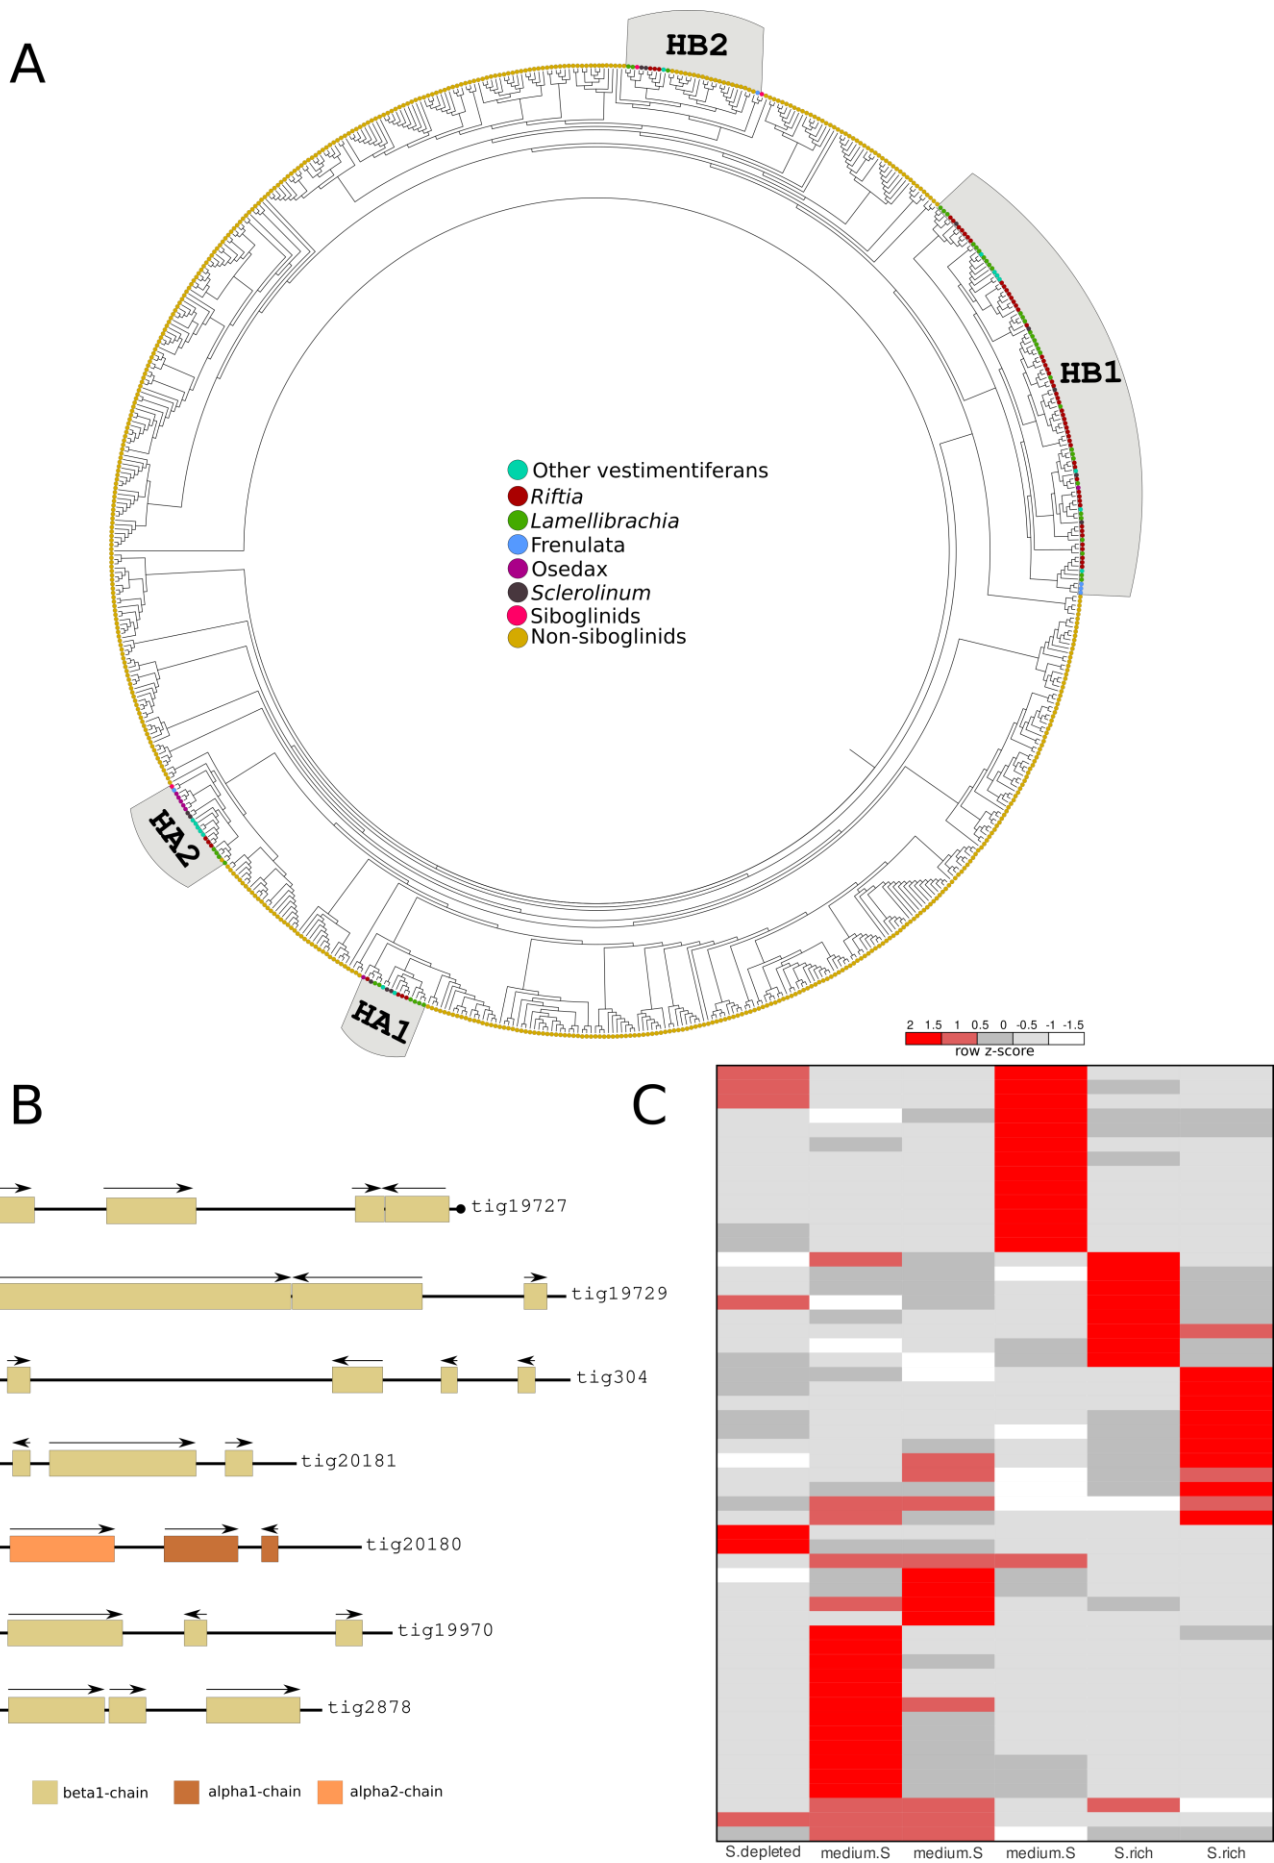 A
HB2
HB1
Other vestimentiferans
Riftia
Lamellibrachia
Frenulata
Osedax
Sclerolinum
Siboglinids
Non-siboglinids
HA2
HA1
2 1.5 1 0.5 0 -0.5 -1 -1.5
row z-score
B
C
tig19727
tig19729
tig304
tig20181
tig20180
tig19970
tig2878
beta1-chain alpha1-chain alpha2-chain
S.depleted medium.S medium.S medium.S S.rich S.rich